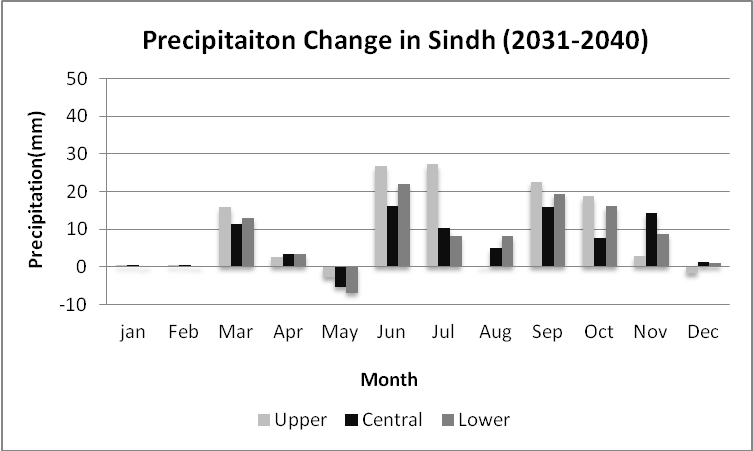 Precipitaiton Change in Sindh (2031-2040)
Precipitation(mm)
50
40
30
20
10
0
-10
jan Feb Mar Apr May Jun Jul Aug Sep Oct Nov Dec
Month
Upper Central Lower